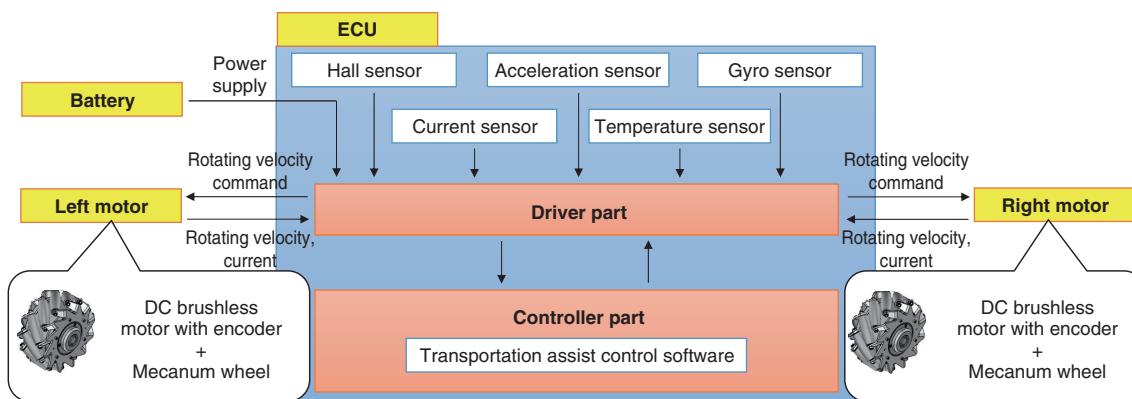 ECU
Power
supply
Hall sensor
Acceleration sensor
Gyro sensor
Battery
Current sensor
Temperature sensor
Rotating velocity
command
Rotating velocity
command
Left motor
Driver part
Right motor
Rotating velocity,
current
Rotating velocity,
current
DC brushless
motor with encoder
+
Mecanum wheel
Controller part
Transportation assist control software
DC brushless
motor with encoder
+
Mecanum wheel